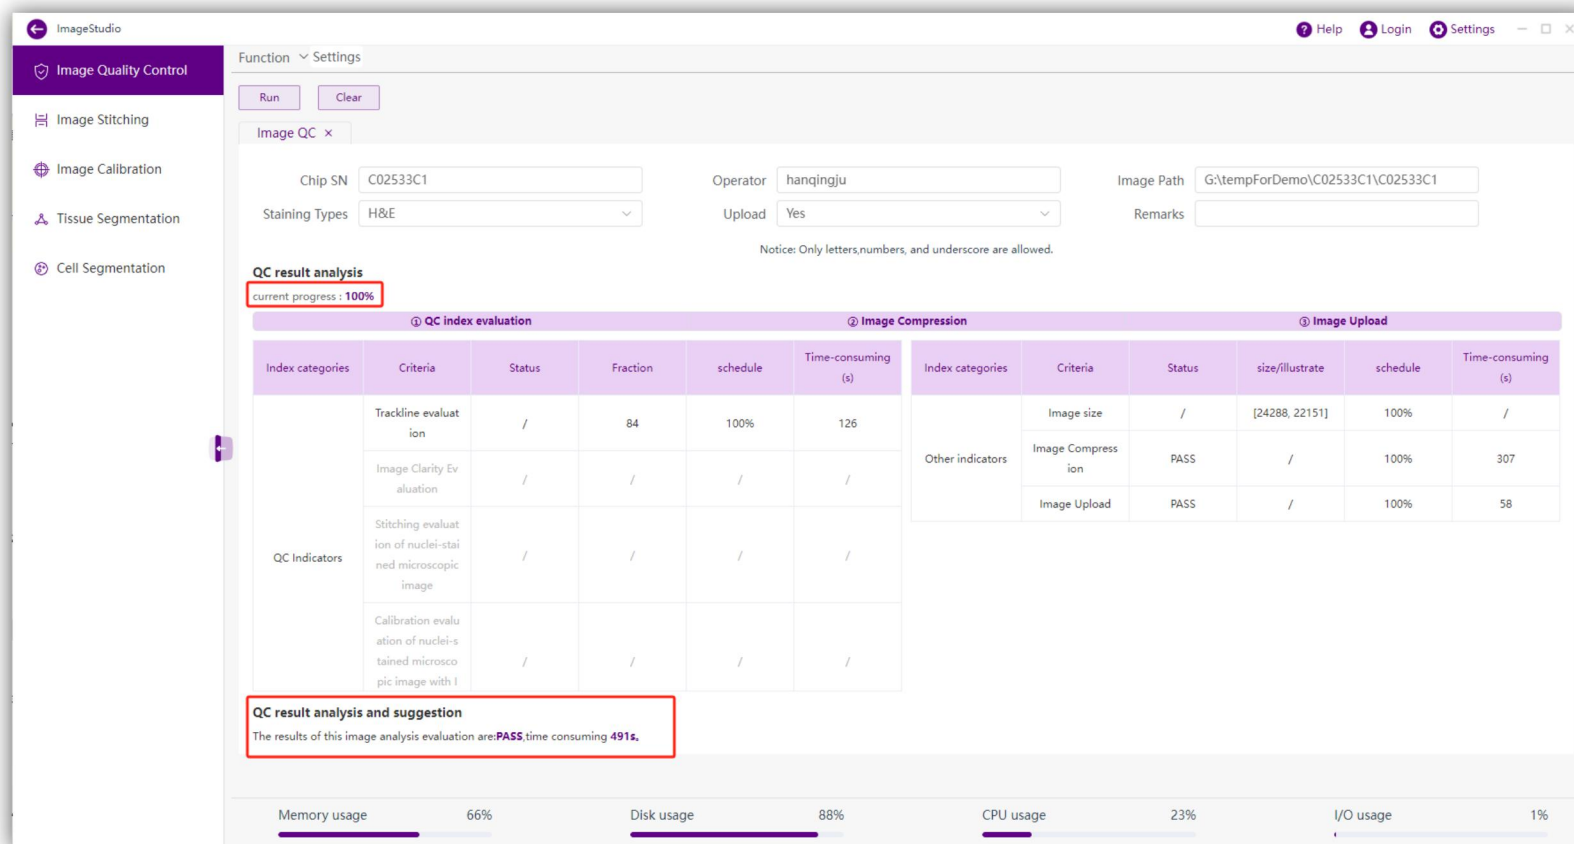 ImageStudio
Help Login Settings
Image Quality Control
Image Stitching
Image Calibration
Tissue Segmentation
Cell Segmentation
Function Settings
Run Clear
Image QC ×
Chip SN C02533C1 Operator hanqingju Image Path G:\tempForDemo\C02533C1\C02533C1
Staining Types H&E Upload Yes Remarks
Notice: Only letters,numbers, and underscore are allowed.
QC result analysis
current progress : 100%
① QC index evaluation ② Image Compression ③ Image Upload
Index categories Criteria Status Fraction schedule Time-consuming
(s)
QC Indicators
Trackline evaluat
ion
/ 84 100% 126
Image Clarity Ev
aluation
/ / / /
Stitching evaluat
ion of nuclei-stai
ned microscopic
image
/ / / /
Calibration evalu
ation of nuclei-s
tained microsco
pic image with I
/ / / /
Index categories Criteria Status size/illustrate schedule Time-consuming
(s)
Other indicators
Image size / [24288, 22151] 100% /
Image Compress
ion
PASS / 100% 307
Image Upload PASS / 100% 58
QC result analysis and suggestion
The results of this image analysis evaluation are:PASS,time consuming 491s。
Memory usage 66% Disk usage 88% CPU usage 23% I/O usage 1%